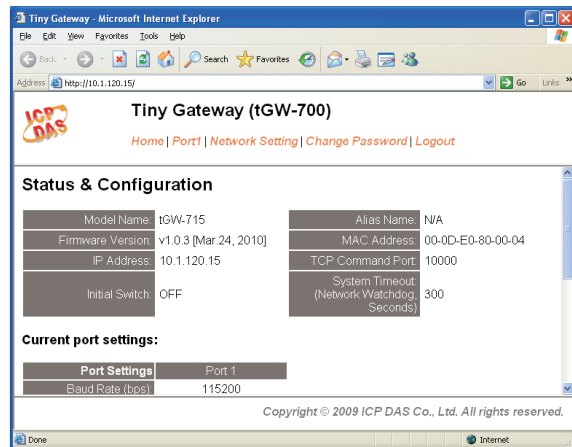 Tiny Gateway - Microsoft Internet Explorer
File Edit View Favorites Tools Help
Back Search Favorites
Address http://10.1.120.15/ Go Links »
ICP DAS
Tiny Gateway (tGW-700)
Home | Port1 | Network Setting | Change Password | Logout
Status & Configuration
Model Name: tGW-715 Alias Name: N/A
Firmware Version: v1.0.3 [Mar.24, 2010] MAC Address: 00-0D-E0-80-00-04
IP Address: 10.1.120.15 TCP Command Port: 10000
Initial Switch: OFF System Timeout: (Network Watchdog, Seconds) 300
Current port settings:
Port Settings Port 1
Baud Rate (bps): 115200
Copyright © 2009 ICP DAS Co., Ltd. All rights reserved.
Done Internet